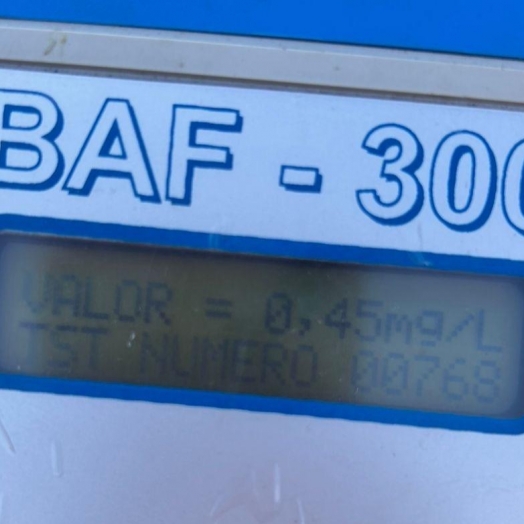 BAF - 300
VALOR = 0,45mg/L
TST NUMERO 00768